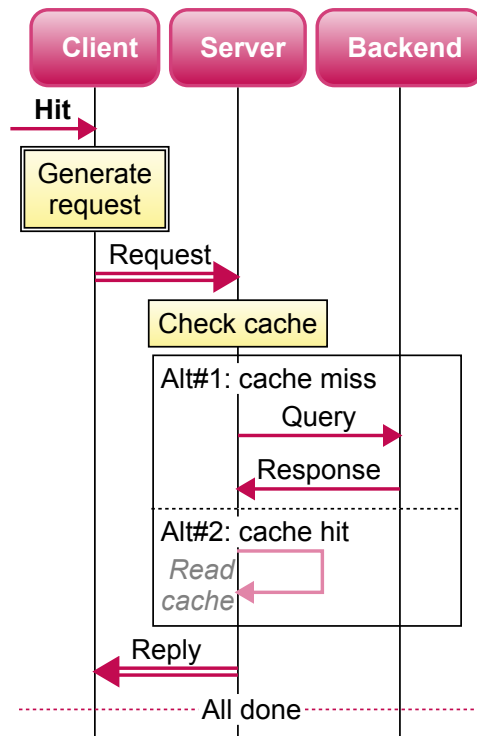 Client Server Backend
Hit
Generate
request
Request
Check cache
Alt#1: cache miss
Query
Response
Alt#2: cache hit
Read
cache
Reply
All done